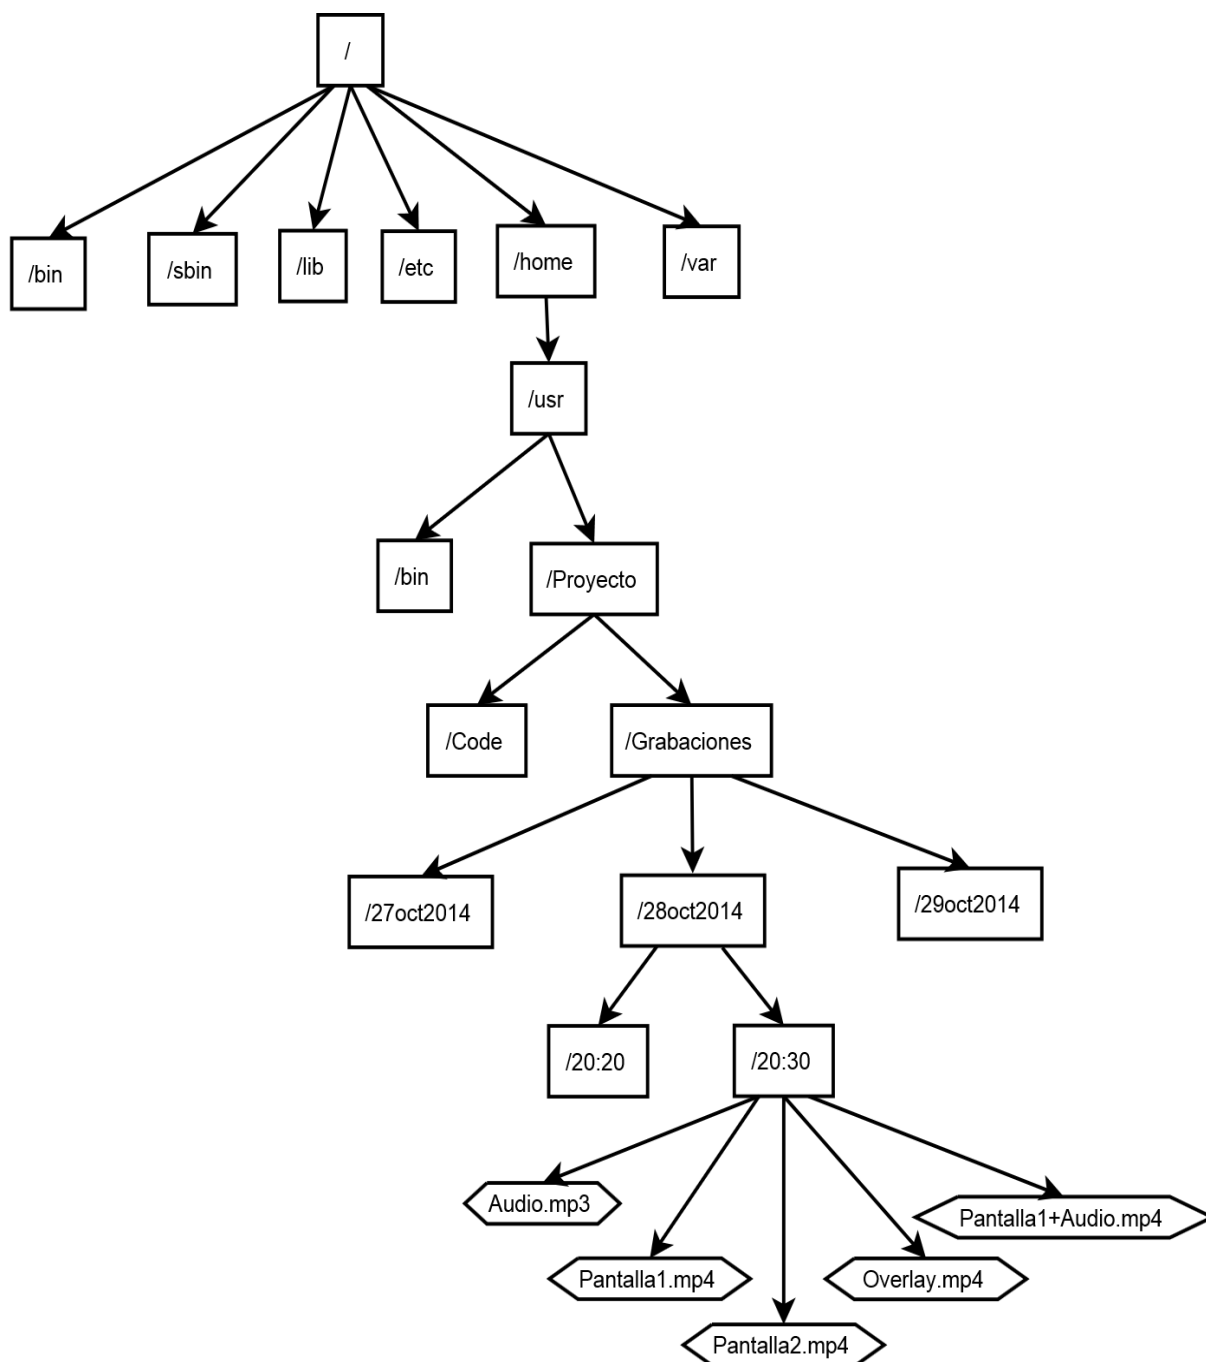 /
/bin
/sbin
/lib
/etc
/home
/var
/usr
/bin
/Proyecto
/Code
/Grabaciones
/27oct2014
/28oct2014
/29oct2014
/20:20
/20:30
Audio.mp3
Pantalla1+Audio.mp4
Pantalla1.mp4
Overlay.mp4
Pantalla2.mp4